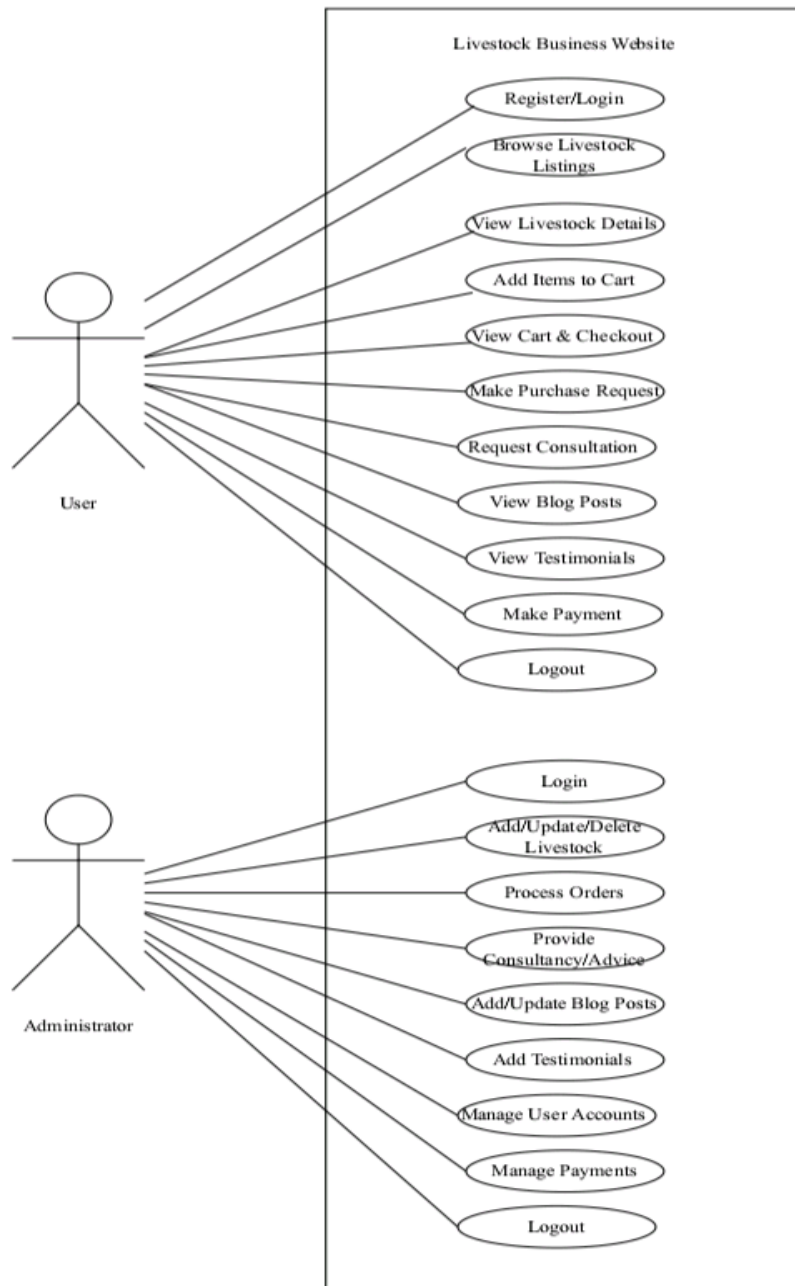 Livestock Business Website
Register/Login
Browse Livestock
Listings
View Livestock Details
Add Items to Cart
View Cart & Checkout
Make Purchase Request
Request Consultation
User
View Blog Posts
View Testimonials
Make Payment
Logout
Login
Add/Update/Delete
Livestock
Process Orders
Provide
Consultancy/Advice
Add/Update Blog Posts
Administrator
Add Testimonials
Manage User Accounts
Manage Payments
Logout